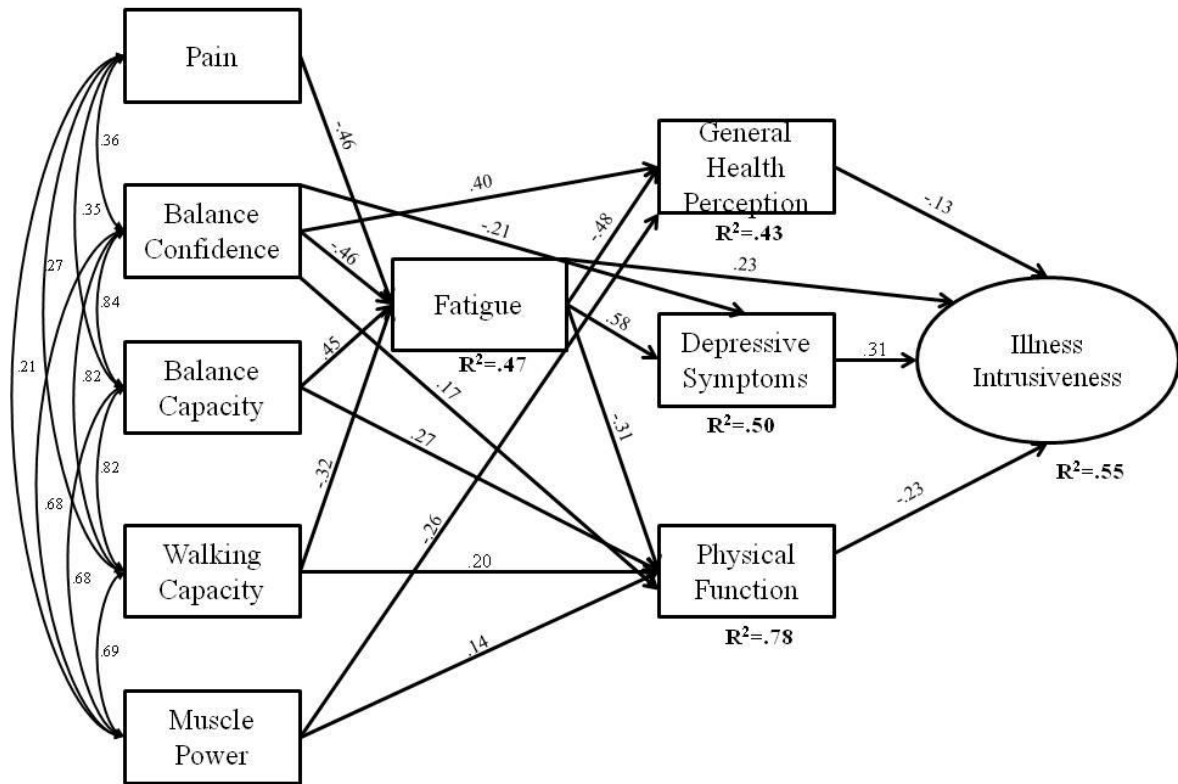 Pain
Balance
Confidence
Balance
Capacity
Walking
Capacity
Muscle
Power
.36
.35
.27
.84
.21
.82
.82
.68
.68
.69
-.46
.40
-.21
-.46
.45
-.32
.17
.27
-.26
.20
.14
Fatigue
R²=.47
-.48
.23
.58
-.31
General
Health
Perception
R²=.43
Depressive
Symptoms
R²=.50
Physical
Function
R²=.78
-.13
.31
-.23
Illness
Intrusiveness
R²=.55